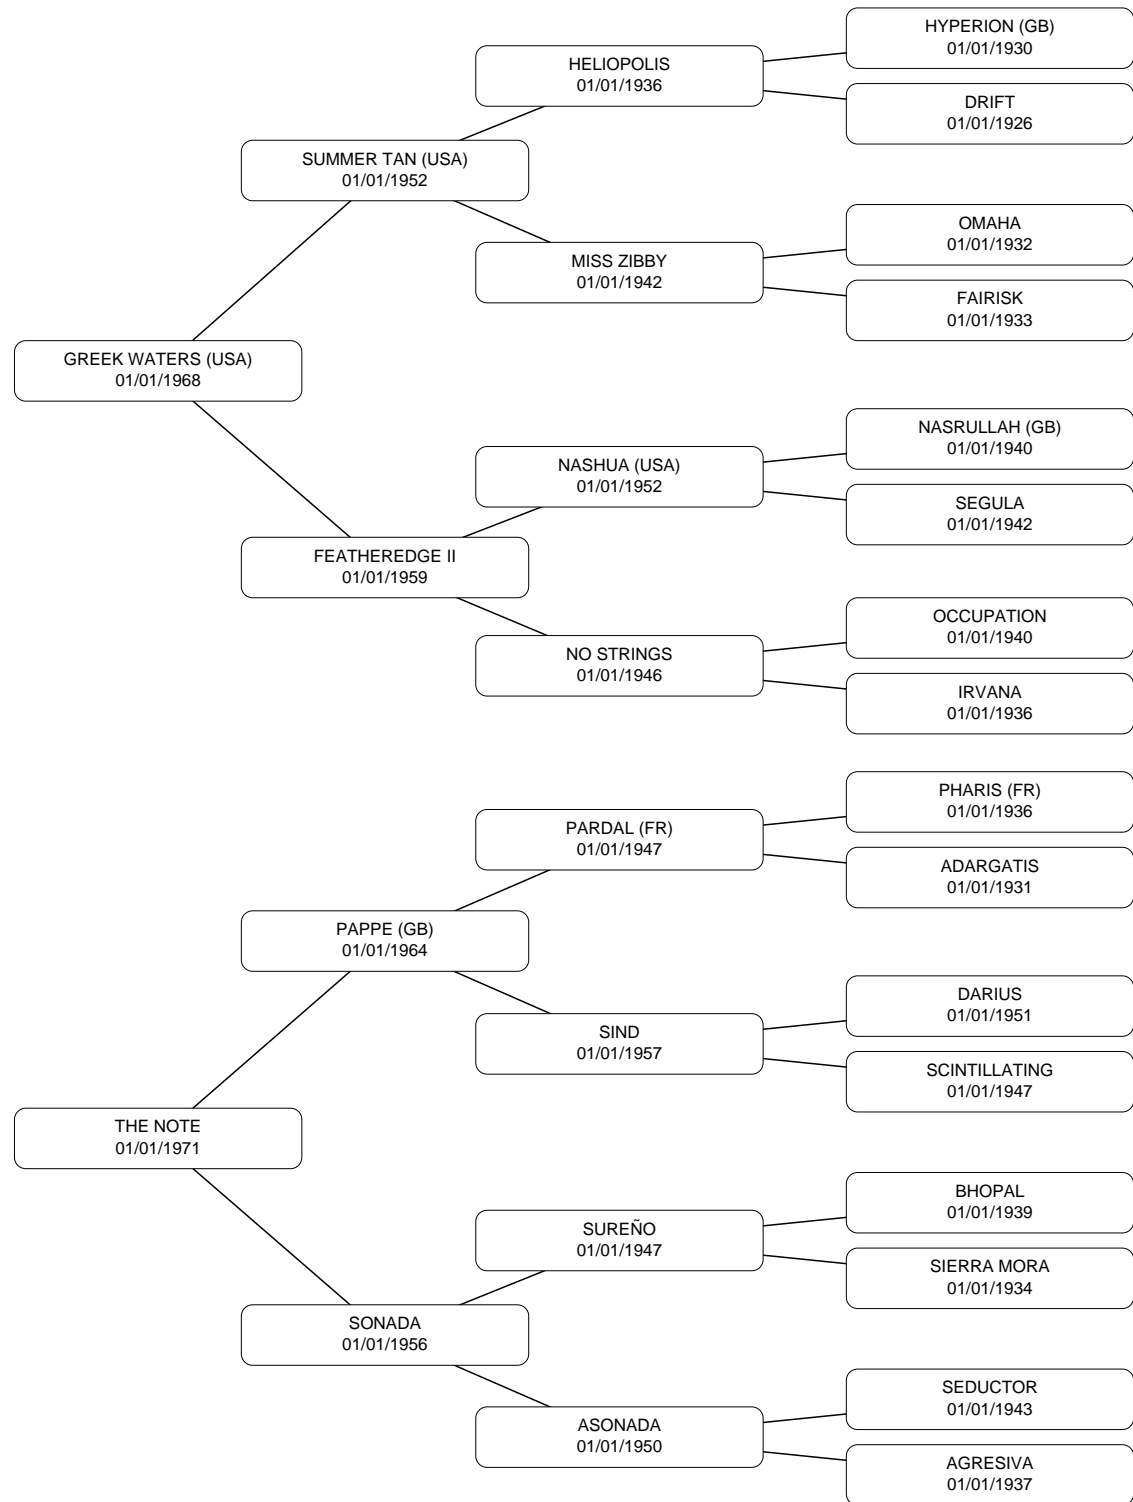 HYPERION (GB)
01/01/1930
HELIOPOLIS
01/01/1936
DRIFT
01/01/1926
SUMMER TAN (USA)
01/01/1952
OMAHA
01/01/1932
MISS ZIBBY
01/01/1942
FAIRISK
01/01/1933
GREEK WATERS (USA)
01/01/1968
NASRULLAH (GB)
01/01/1940
NASHUA (USA)
01/01/1952
SEGULA
01/01/1942
FEATHEREDGE II
01/01/1959
OCCUPATION
01/01/1940
NO STRINGS
01/01/1946
IRVANA
01/01/1936
PHARIS (FR)
01/01/1936
PARDAL (FR)
01/01/1947
ADARGATIS
01/01/1931
PAPPE (GB)
01/01/1964
DARIUS
01/01/1951
SIND
01/01/1957
SCINTILLATING
01/01/1947
THE NOTE
01/01/1971
BHOPAL
01/01/1939
SUREÑO
01/01/1947
SIERRA MORA
01/01/1934
SONADA
01/01/1956
SEDUCTOR
01/01/1943
ASONADA
01/01/1950
AGRESIVA
01/01/1937